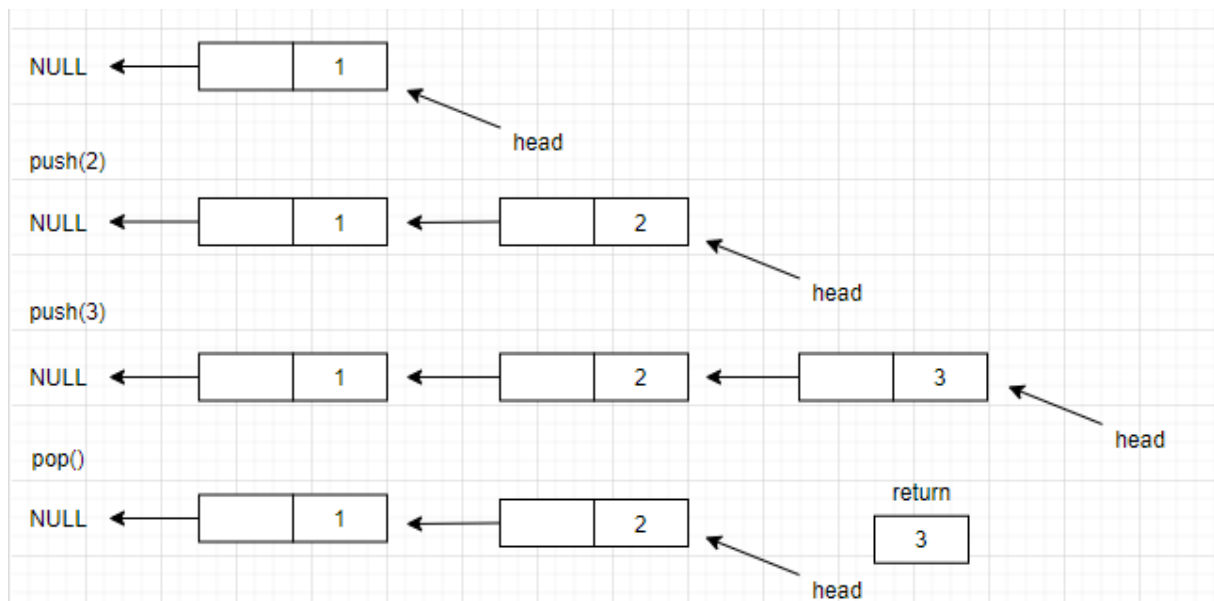 NULL 1
head
push(2)
NULL 1 2
head
push(3)
NULL 1 2 3
head
pop()
return
NULL 1 2 3
head